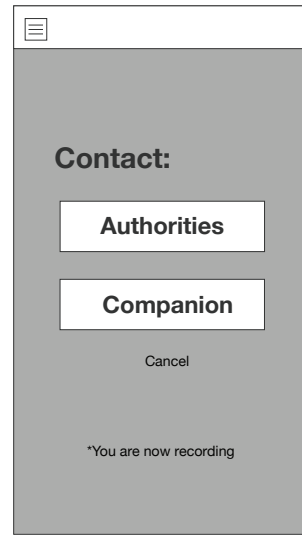 Contact:
Authorities
Companion
Cancel
*You are now recording